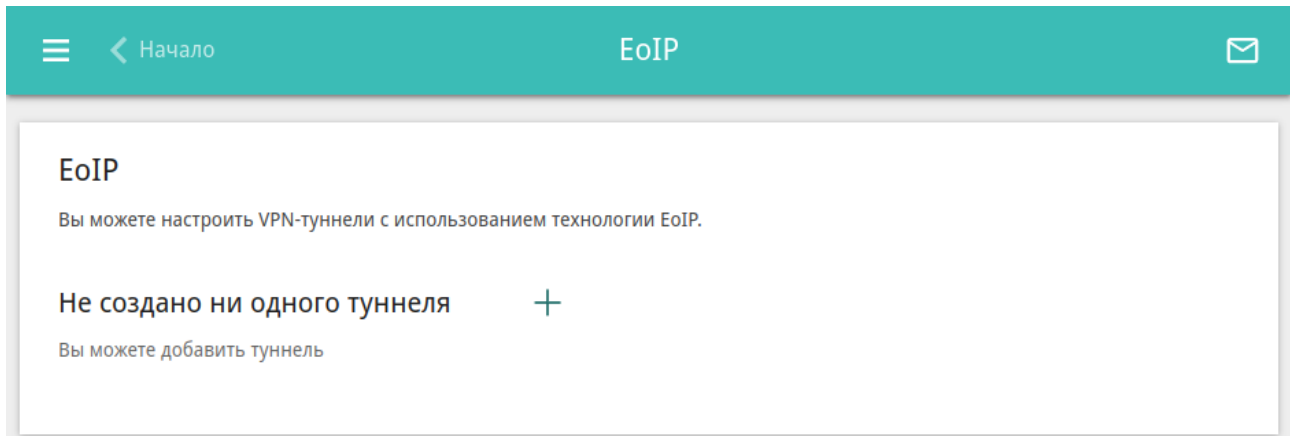 Начало
EoIP
EoIP
Вы можете настроить VPN-туннели с использованием технологии EoIP.
Не создано ни одного туннеля
Вы можете добавить туннель